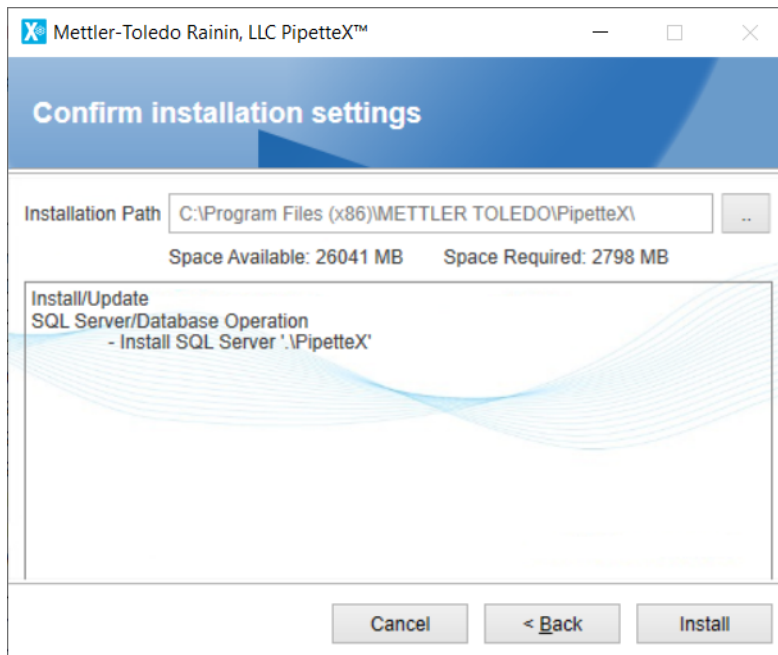 Mettler-Toledo Rainin, LLC PipetteX™
Confirm installation settings
Installation Path C:\Program Files (x86)\METTLER TOLEDO\PipetteX\ ..
Space Available: 26041 MB Space Required: 2798 MB
Install/Update
SQL Server/Database Operation
- Install SQL Server '.\PipetteX'
Cancel < Back Install